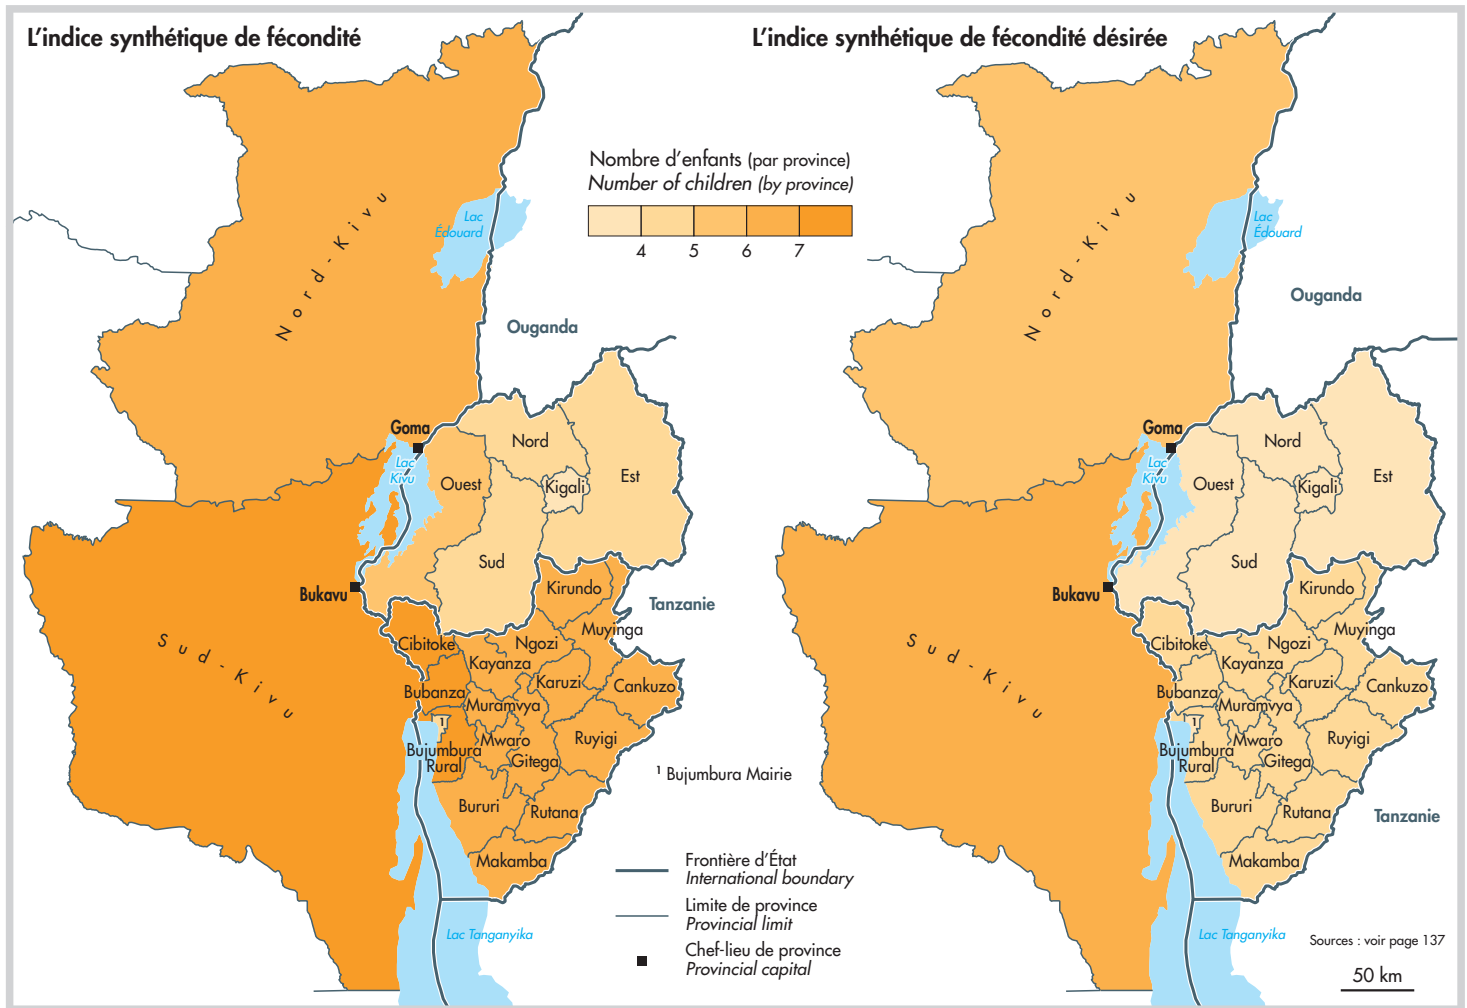 L'indice synthétique de fécondité
L'indice synthétique de fécondité désirée
Nombre d'enfants (par province)
Number of children (by province)
4 5 6 7
Nord-Kivu
Lac
Édouard
Ouganda
Goma
Lac
Kivu
Ouest
Nord
Kigali
Est
Sud
Bukavu
Tanzanie
Sud-Kivu
Kirundo
Muyinga
Cibitoke
Ngozi
Kayanza
Karuzi
Cankuzo
Bubanza
Muramvya
1
Bujumbura
Rural
Mwaro
Gitega
Ruyigi
Bururi
Rutana
Makamba
Lac Tanganyika
1 Bujumbura Mairie
Frontière d'État
International boundary
Limite de province
Provincial limit
Chef-lieu de province
Provincial capital
Nord-Kivu
Lac
Édouard
Ouganda
Goma
Lac
Kivu
Ouest
Nord
Kigali
Est
Sud
Bukavu
Sud-Kivu
Kirundo
Muyinga
Cibitoke
Ngozi
Kayanza
Karuzi
Cankuzo
Bubanza
Muramvya
1
Bujumbura
Rural
Mwaro
Gitega
Ruyigi
Bururi
Rutana
Tanzanie
Makamba
Lac Tanganyika
Sources : voir page 137
50 km